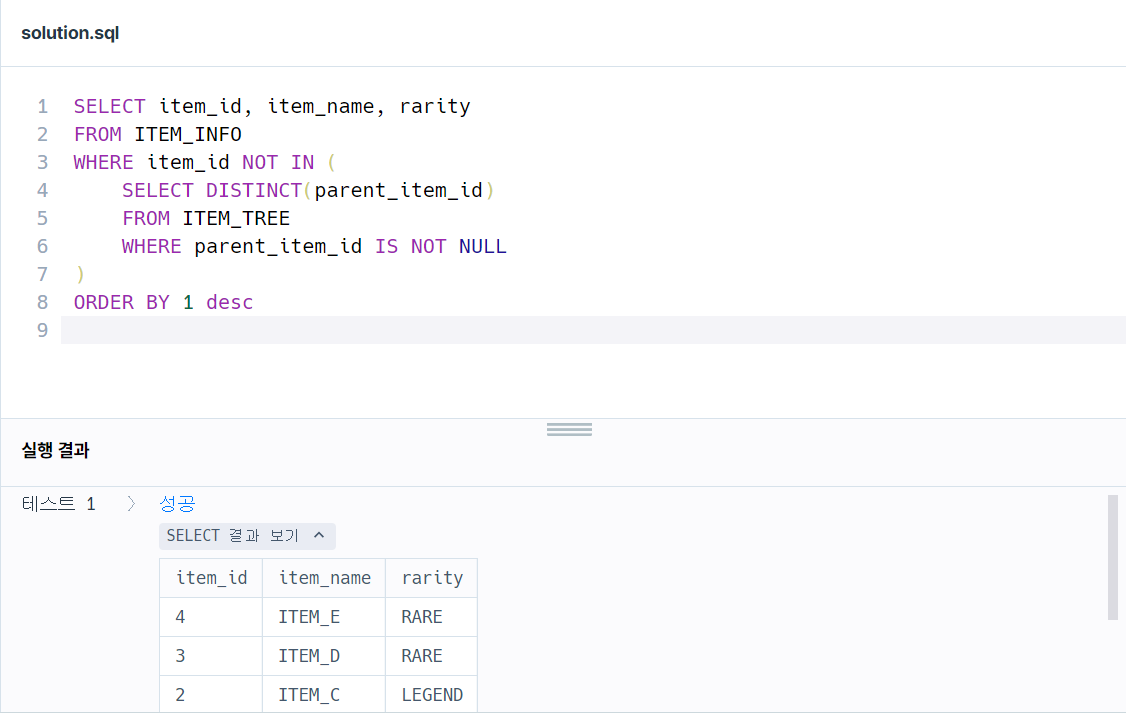 solution.sql
1 SELECT item_id, item_name, rarity
2 FROM ITEM_INFO
3 WHERE item_id NOT IN (
4     SELECT DISTINCT(parent_item_id)
5     FROM ITEM_TREE
6     WHERE parent_item_id IS NOT NULL
7 )
8 ORDER BY 1 desc
9
실행 결과
테스트 1 〉 성공
SELECT 결과 보기
item_id item_name rarity
4 ITEM_E RARE
3 ITEM_D RARE
2 ITEM_C LEGEND